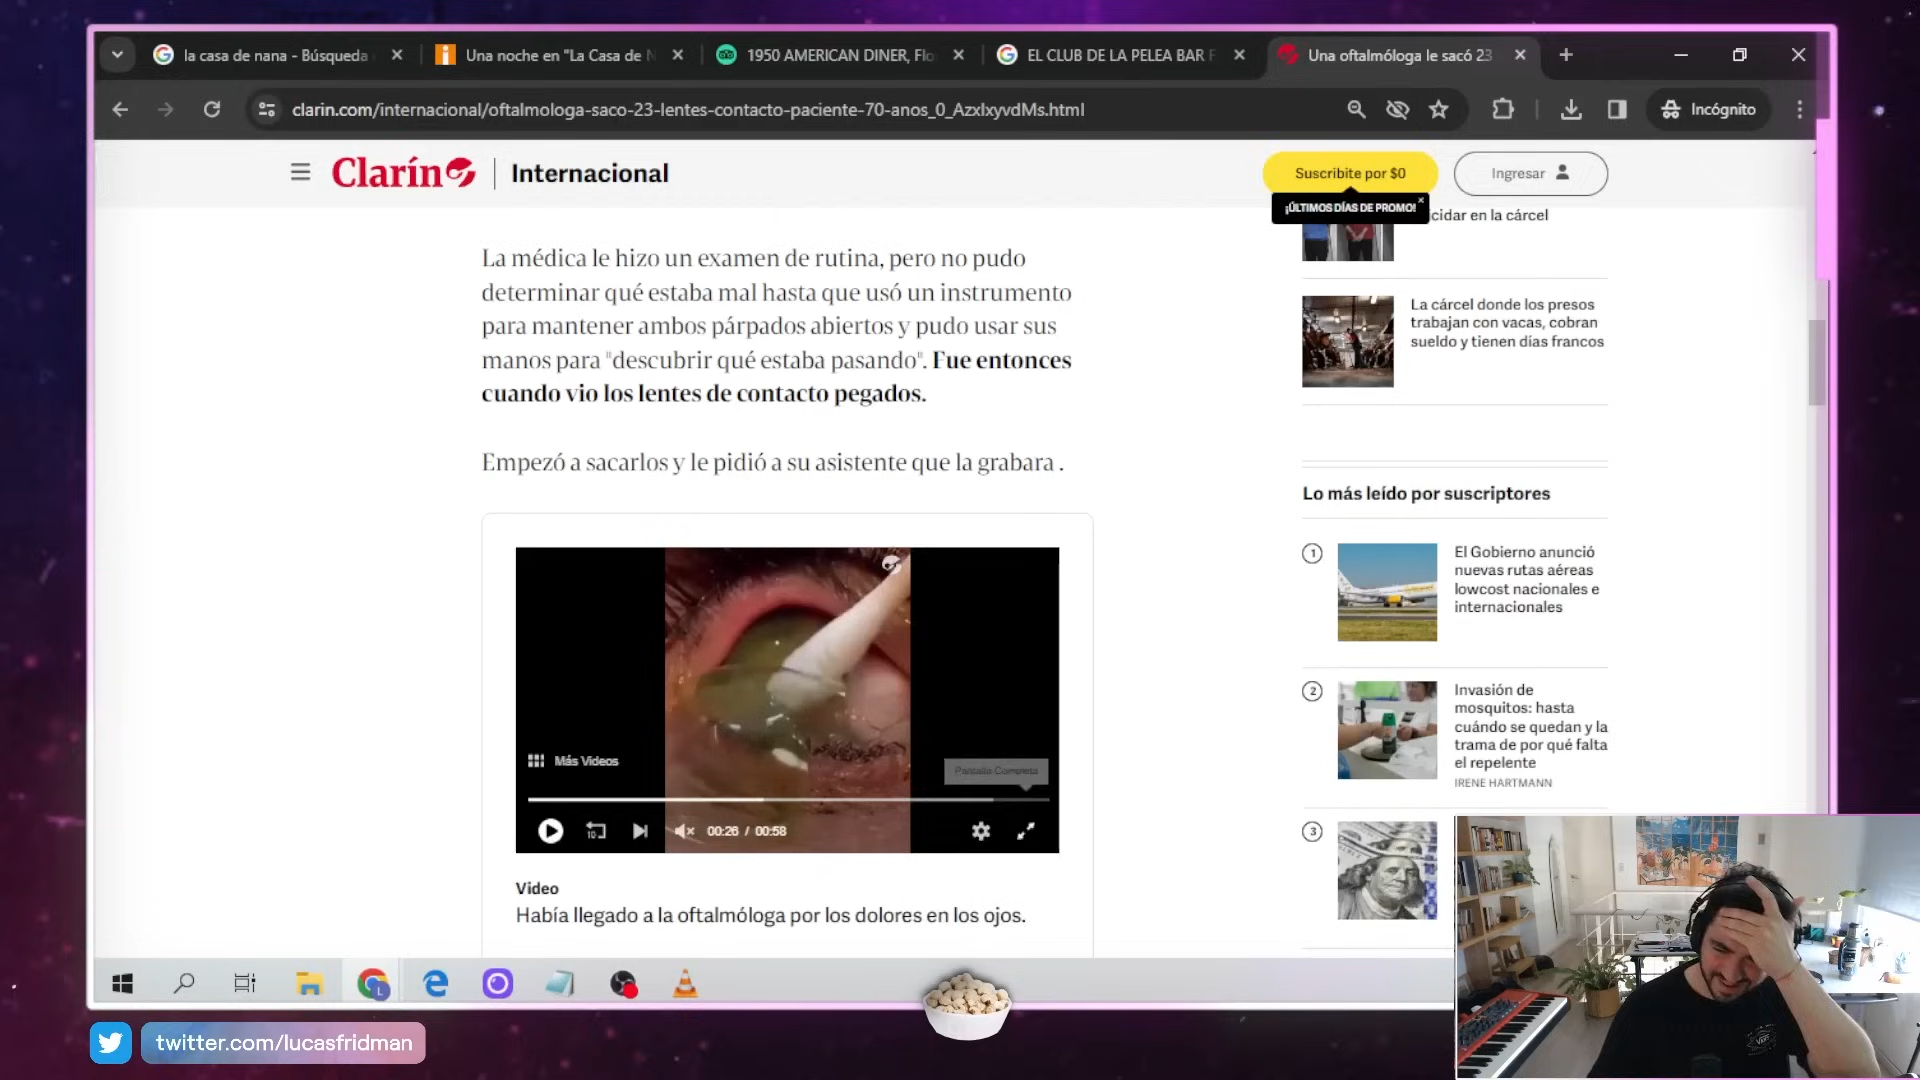 la casa de nana - Búsqueda
Una noche en "La Casa de N
1950 AMERICAN DINER, Flo
EL CLUB DE LA PELEA BAR F
Una oftalmóloga le sacó 23
clarin.com/internacional/oftalmologa-saco-23-lentes-contacto-paciente-70-anos_0_AzxlxyvdMs.html
Incógnito
Clarín
Internacional
Suscribite por $0
Ingresar
¡ÚLTIMOS DÍAS DE PROMO!
La médica le hizo un examen de rutina, pero no pudo
determinar qué estaba mal hasta que usó un instrumento
para mantener ambos párpados abiertos y pudo usar sus
manos para "descubrir qué estaba pasando". Fue entonces
cuando vio los lentes de contacto pegados.
Empezó a sacarlos y le pidió a su asistente que la grabara .
Más Videos
Pantalla Completa
10
00:26 / 00:58
Video
Había llegado a la oftalmóloga por los dolores en los ojos.
icidar en la cárcel
La cárcel donde los presos
trabajan con vacas, cobran
sueldo y tienen días francos
Lo más leído por suscriptores
1
El Gobierno anunció
nuevas rutas aéreas
lowcost nacionales e
internacionales
2
Invasión de
mosquitos: hasta
cuándo se quedan y la
trama de por qué falta
el repelente
IRENE HARTMANN
3
twitter.com/lucasfridman